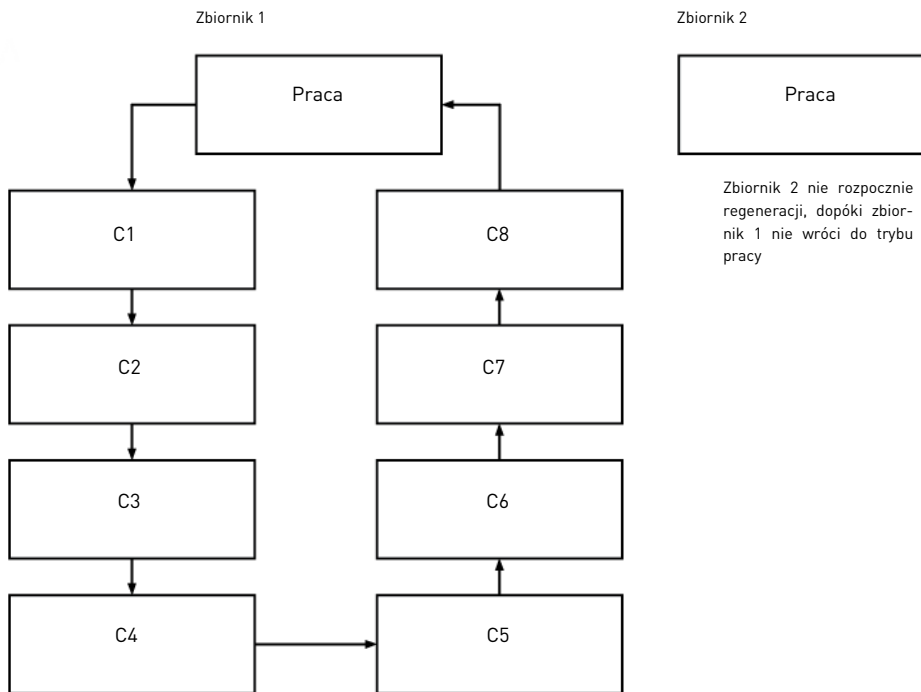 Zbiornik 1
Zbiornik 2
Praca
Praca
Zbiornik 2 nie rozpocznie
regeneracji, dopóki zbior-
nik 1 nie wróci do trybu
pracy
C1
C8
C2
C7
C3
C6
C4
C5